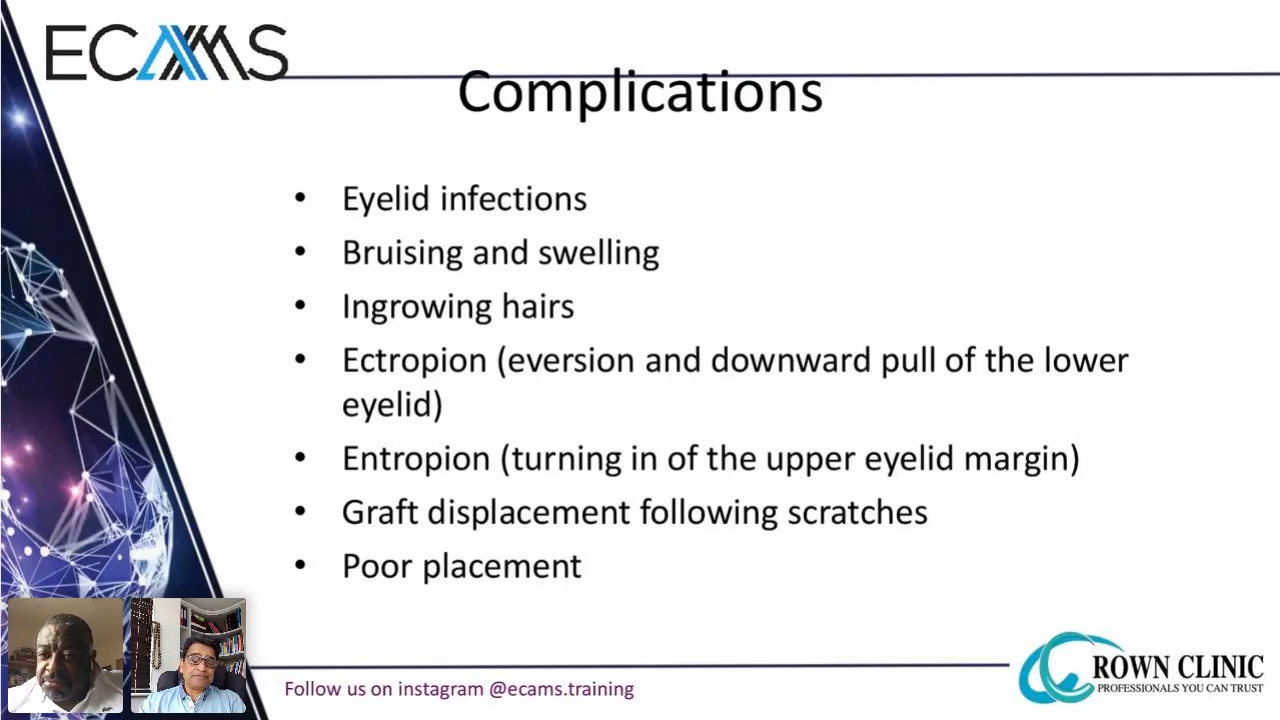 ECAMS
Complications
• Eyelid infections
• Bruising and swelling
• Ingrowing hairs
• Ectropion (eversion and downward pull of the lower
eyelid)
• Entropion (turning in of the upper eyelid margin)
• Graft displacement following scratches
• Poor placement
Follow us on instagram @ecams.training
CROWN CLINIC
PROFESSIONALS YOU CAN TRUST